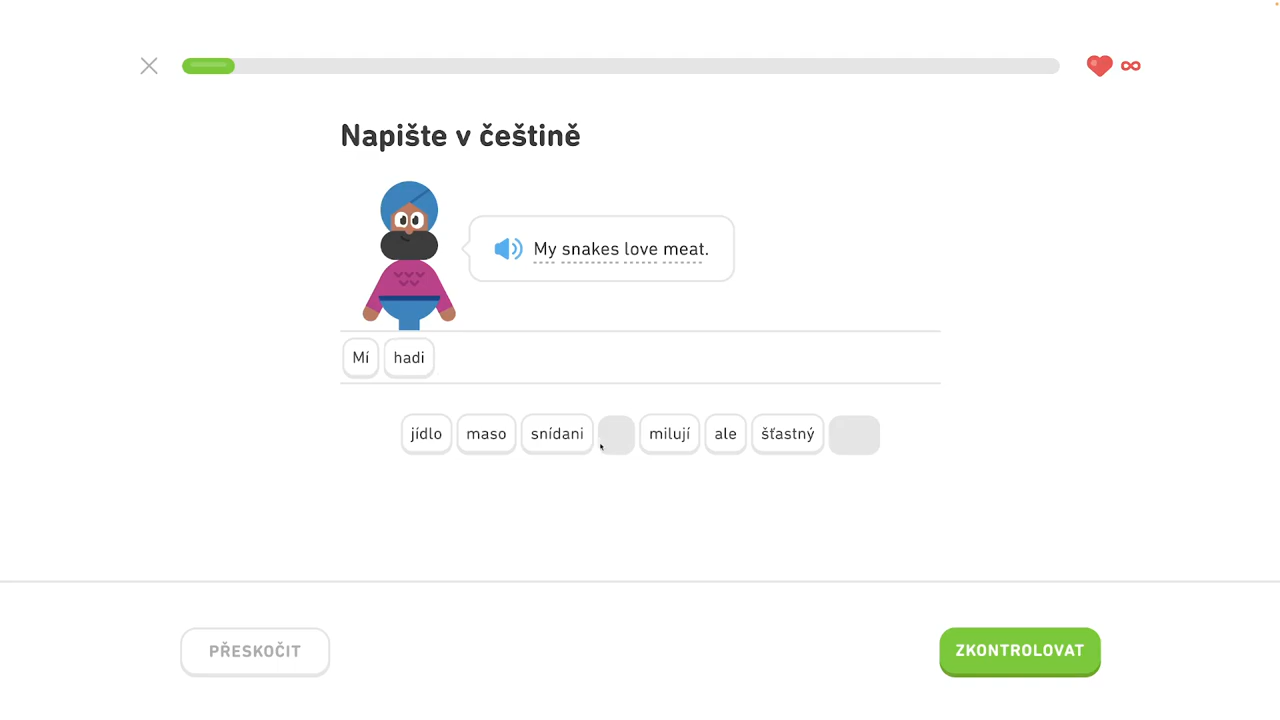 Napište v češtině
My snakes love meat.
Mí hadi
jídlo maso snídani milují ale šťastný
PŘESKOČIT ZKONTROLOVAT